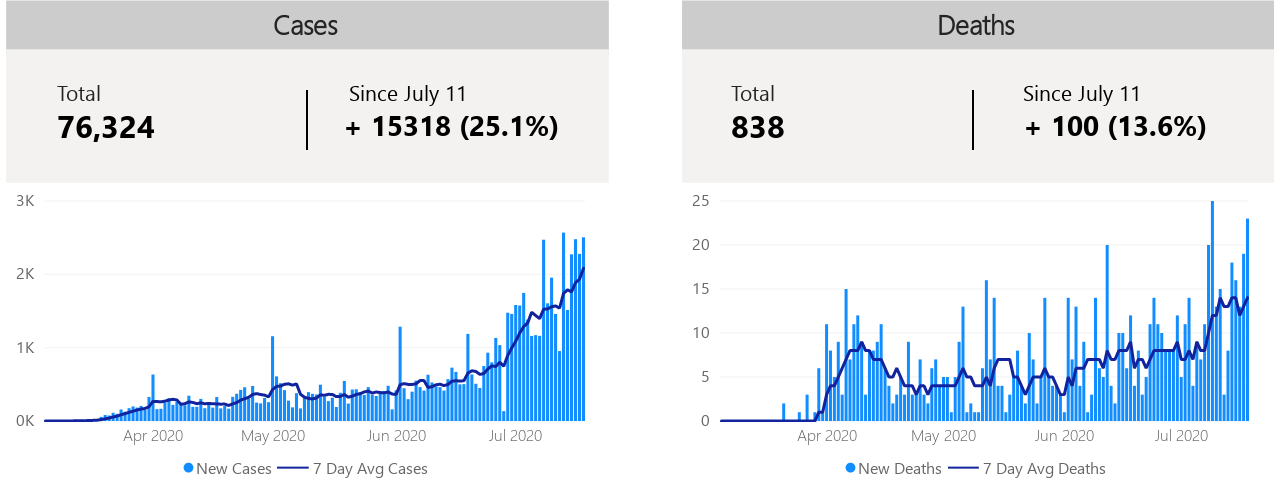 Cases
Total
Since July 11
76,324
+ 15318 (25.1%)
3K
2K
1K
0K
Apr 2020
May 2020
Jun 2020
Jul 2020
New Cases
7 Day Avg Cases
Deaths
Total
Since July 11
838
+ 100 (13.6%)
25
20
15
10
5
0
Apr 2020
May 2020
Jun 2020
Jul 2020
New Deaths
7 Day Avg Deaths